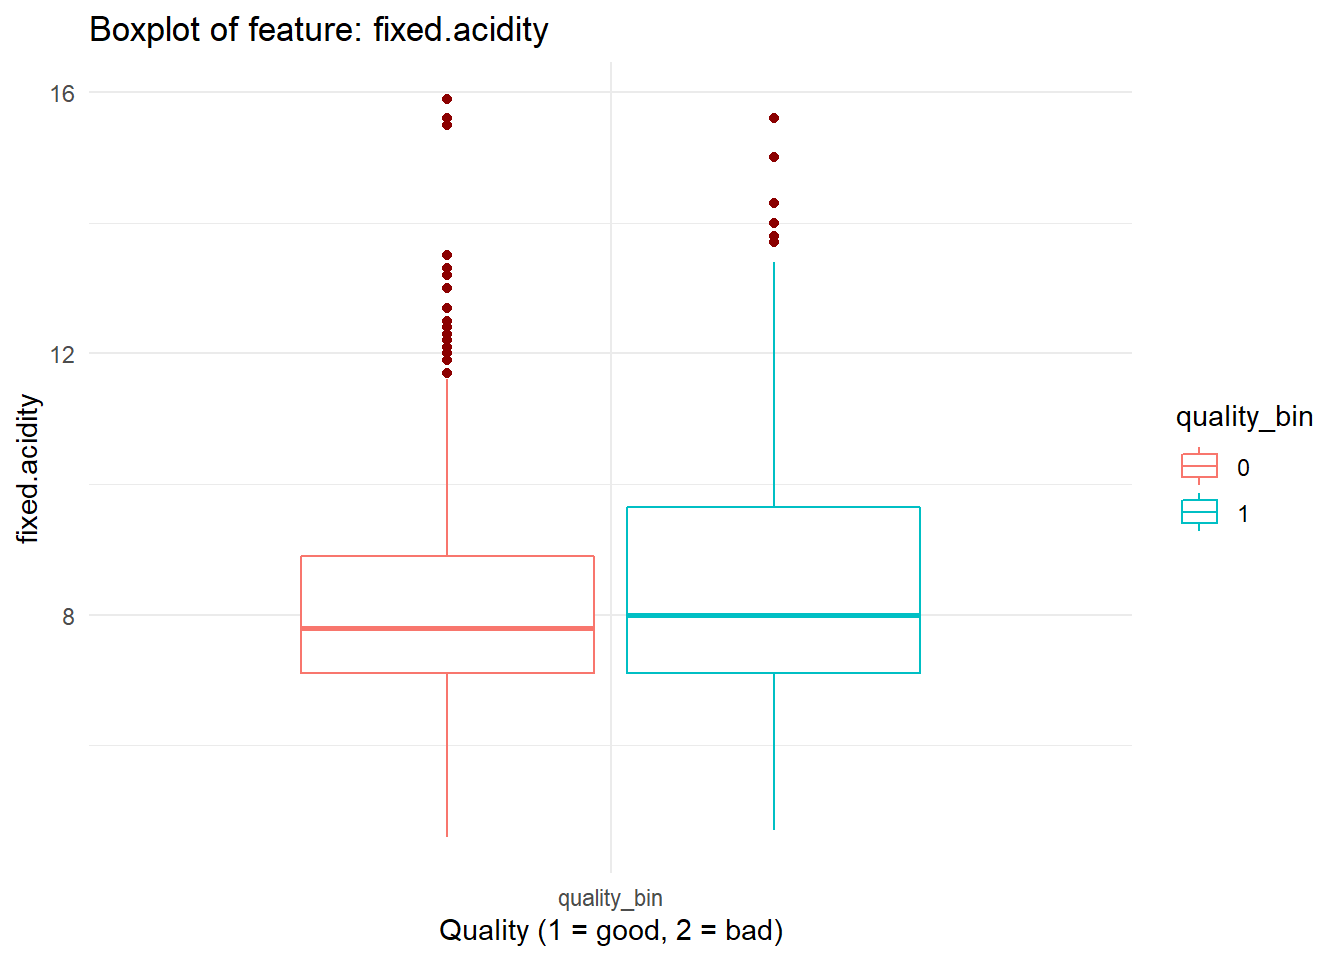 Boxplot of feature: fixed.acidity
16
12
8
fixed.acidity
quality_bin
Quality (1 = good, 2 = bad)
quality_bin
0
1